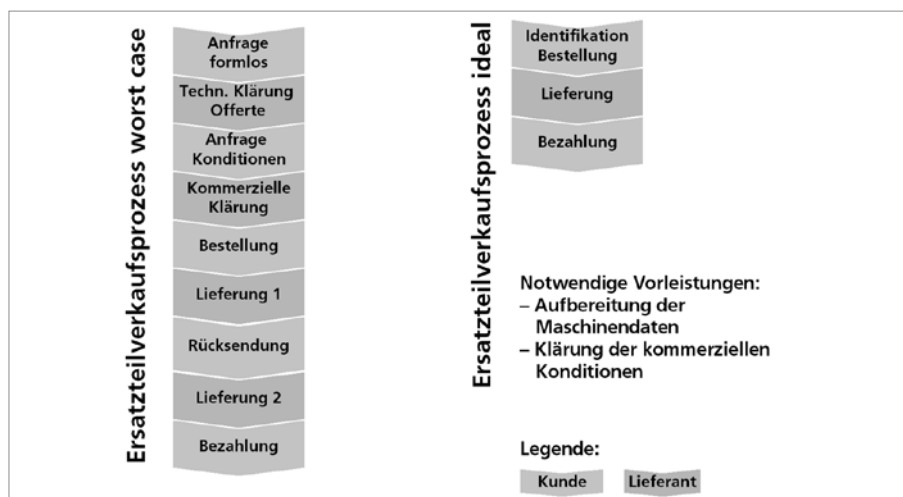 Ersatzteilverkaufsprozess worst case
Anfrage
formlos
Techn. Klärung
Offerte
Anfrage
Konditionen
Kommerzielle
Klärung
Bestellung
Lieferung 1
Rücksendung
Lieferung 2
Bezahlung
Ersatzteilverkaufsprozess ideal
Identifikation
Bestellung
Lieferung
Bezahlung
Notwendige Vorleistungen:
– Aufbereitung der
Maschinendaten
– Klärung der kommerziellen
Konditionen
Legende:
Kunde
Lieferant